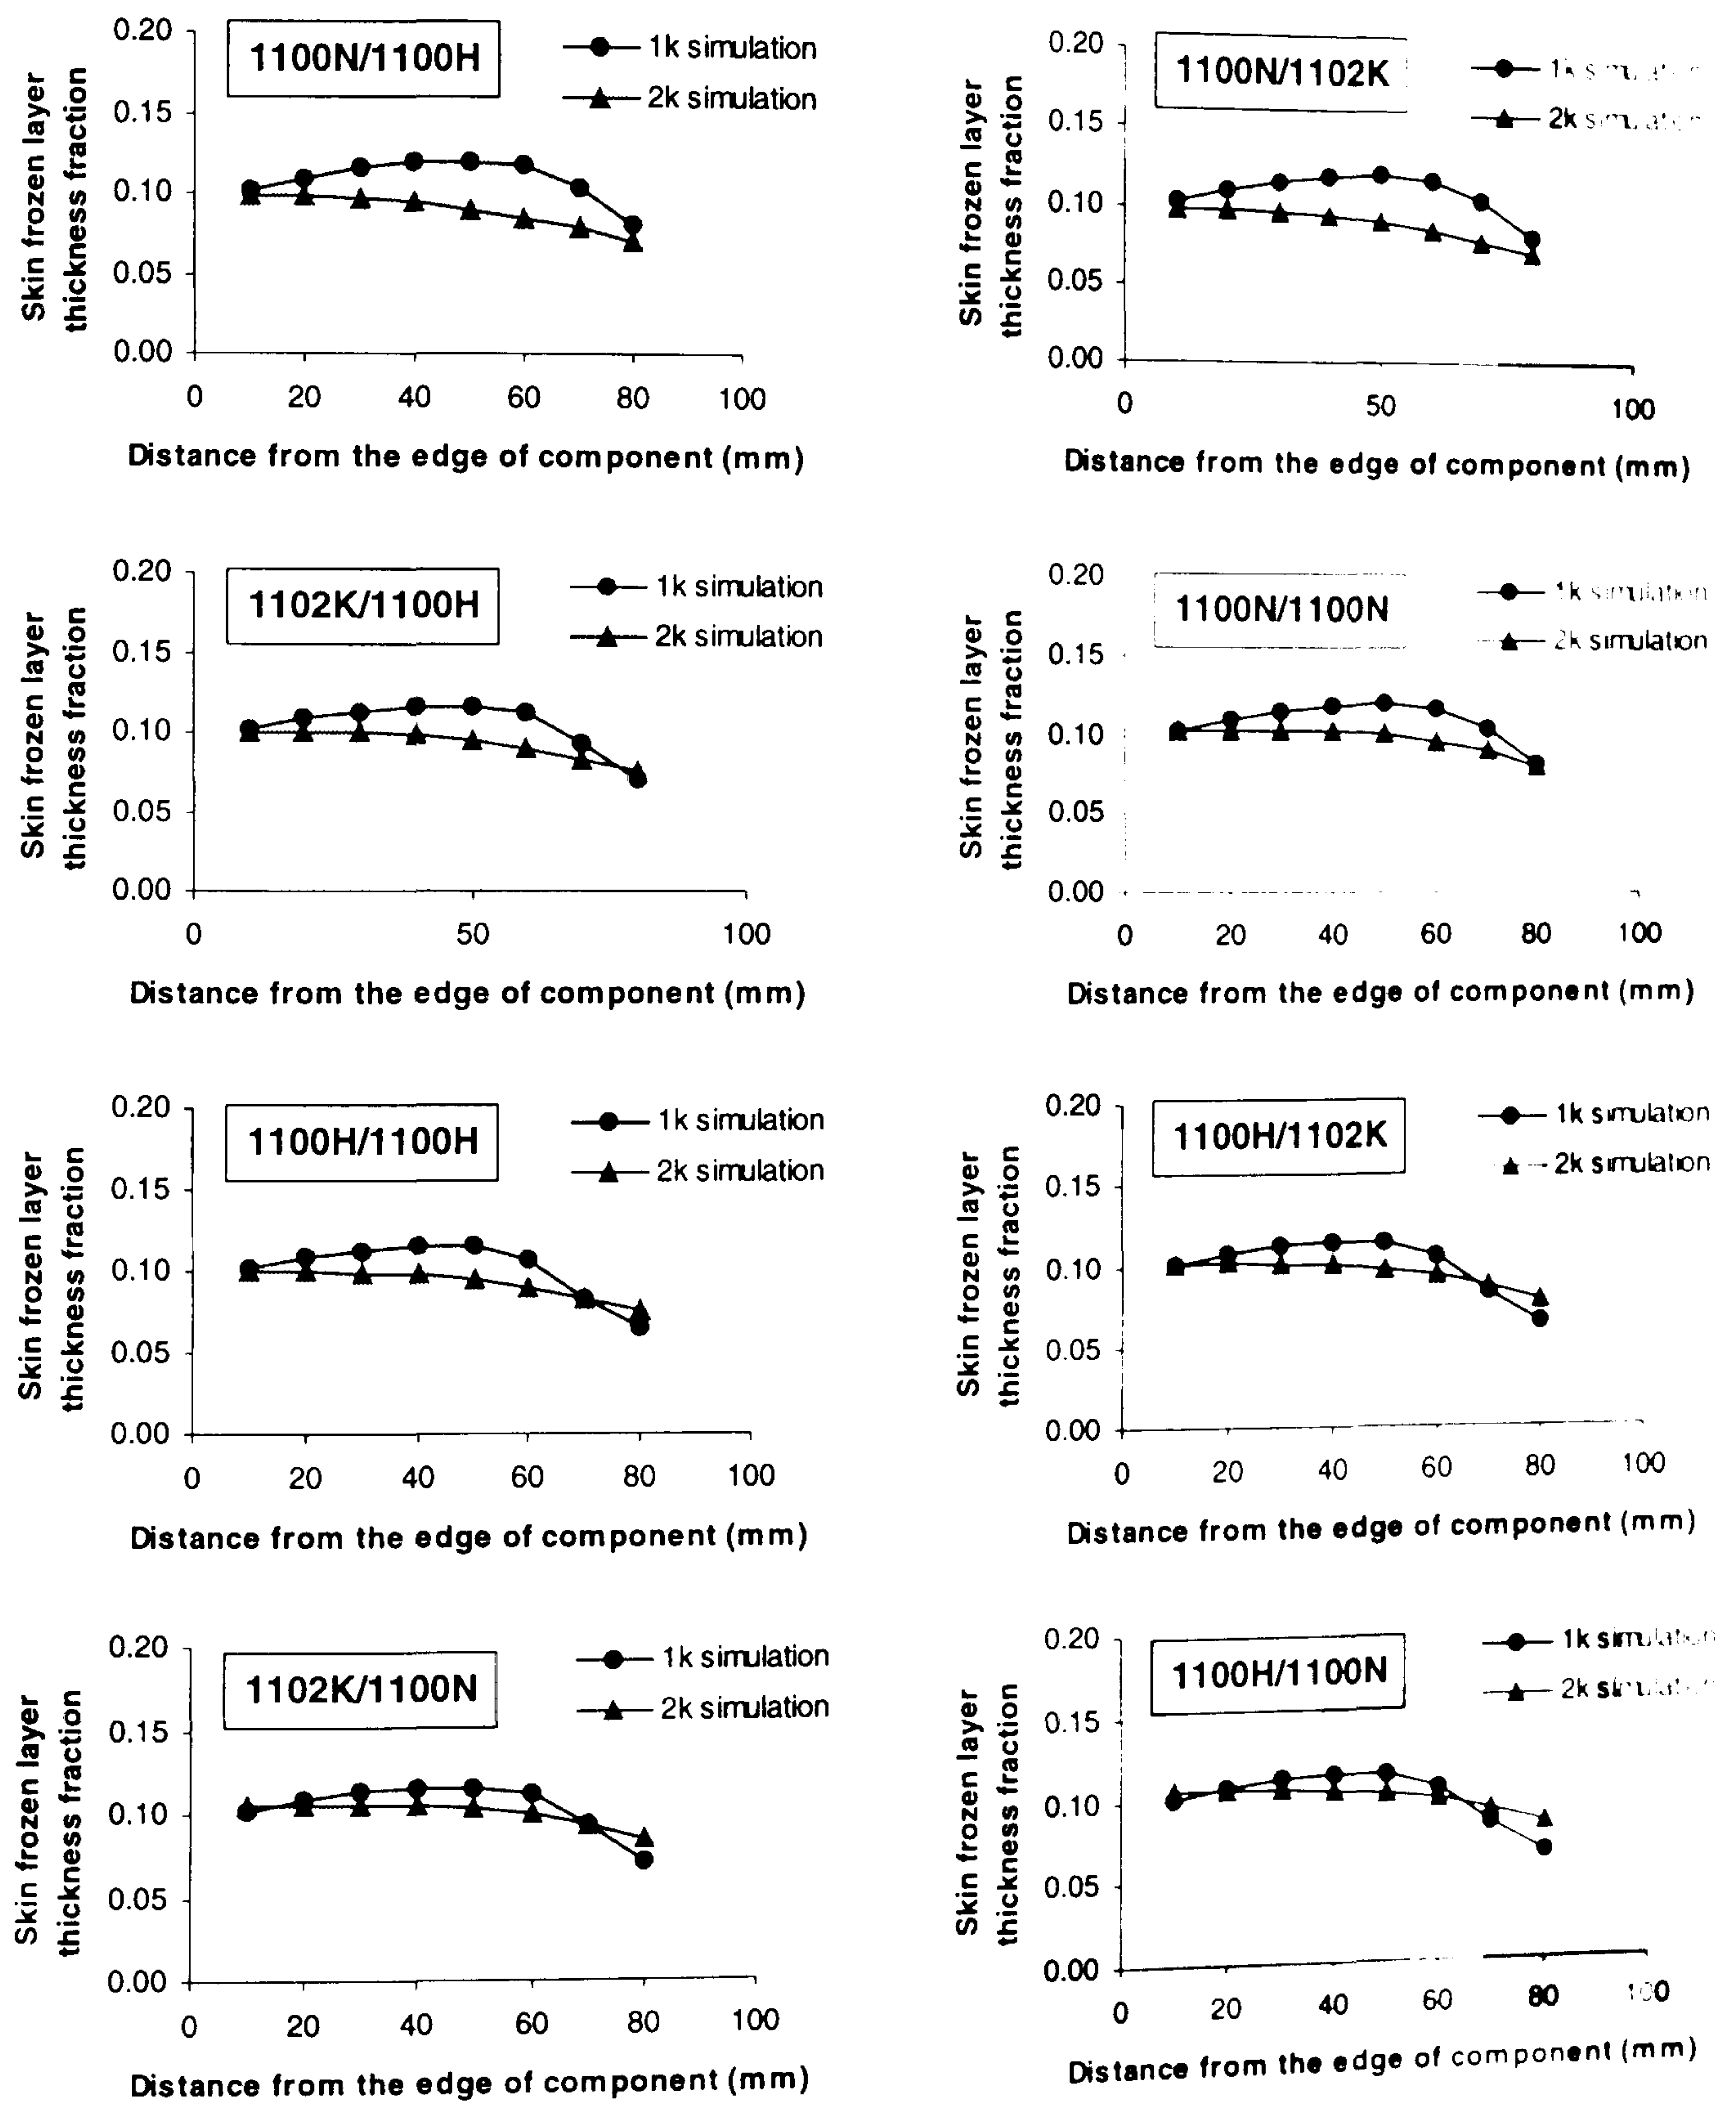 1100N/1100H
1k simulation
2k simulation
Skin frozen layer
thickness fraction
0.20
0.15
0.10
0.05
0.00
0 20 40 60 80 100
Distance from the edge of component (mm)
1100N/1102K
1k simulation
2k simulation
Skin frozen layer
thickness fraction
0.20
0.15
0.10
0.05
0.00
0 50 100
Distance from the edge of component (mm)
1102K/1100H
1k simulation
2k simulation
Skin frozen layer
thickness fraction
0.20
0.15
0.10
0.05
0.00
0 50 100
Distance from the edge of component (mm)
1100N/1100N
1k simulation
2k simulation
Skin frozen layer
thickness fraction
0.20
0.15
0.10
0.05
0.00
0 20 40 60 80 100
Distance from the edge of component (mm)
1100H/1100H
1k simulation
2k simulation
Skin frozen layer
thickness fraction
0.20
0.15
0.10
0.05
0.00
0 20 40 60 80 100
Distance from the edge of component (mm)
1100H/1102K
1k simulation
2k simulation
Skin frozen layer
thickness fraction
0.20
0.15
0.10
0.05
0.00
0 20 40 60 80 100
Distance from the edge of component (mm)
1102K/1100N
1k simulation
2k simulation
Skin frozen layer
thickness fraction
0.20
0.15
0.10
0.05
0.00
0 20 40 60 80 100
Distance from the edge of component (mm)
1100H/1100N
1k simulation
2k simulation
Skin frozen layer
thickness fraction
0.20
0.15
0.10
0.05
0.00
0 20 40 60 80 100
Distance from the edge of component (mm)